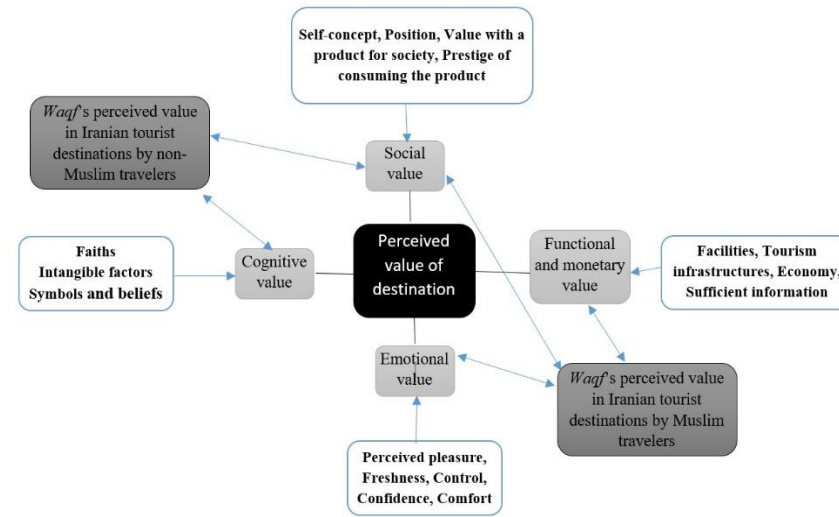 Self-concept, Position, Value with a
product for society, Prestige of
consuming the product
Waqf's perceived value
in Iranian tourist
destinations by non-
Muslim travelers
Social
value
Faiths
Intangible factors
Symbols and beliefs
Cognitive
value
Perceived
value of
destination
Functional
and monetary
value
Facilities, Tourism
infrastructures, Economy,
Sufficient information
Emotional
value
Waqf's perceived value
in Iranian tourist
destinations by Muslim
travelers
Perceived pleasure,
Freshness, Control,
Confidence, Comfort